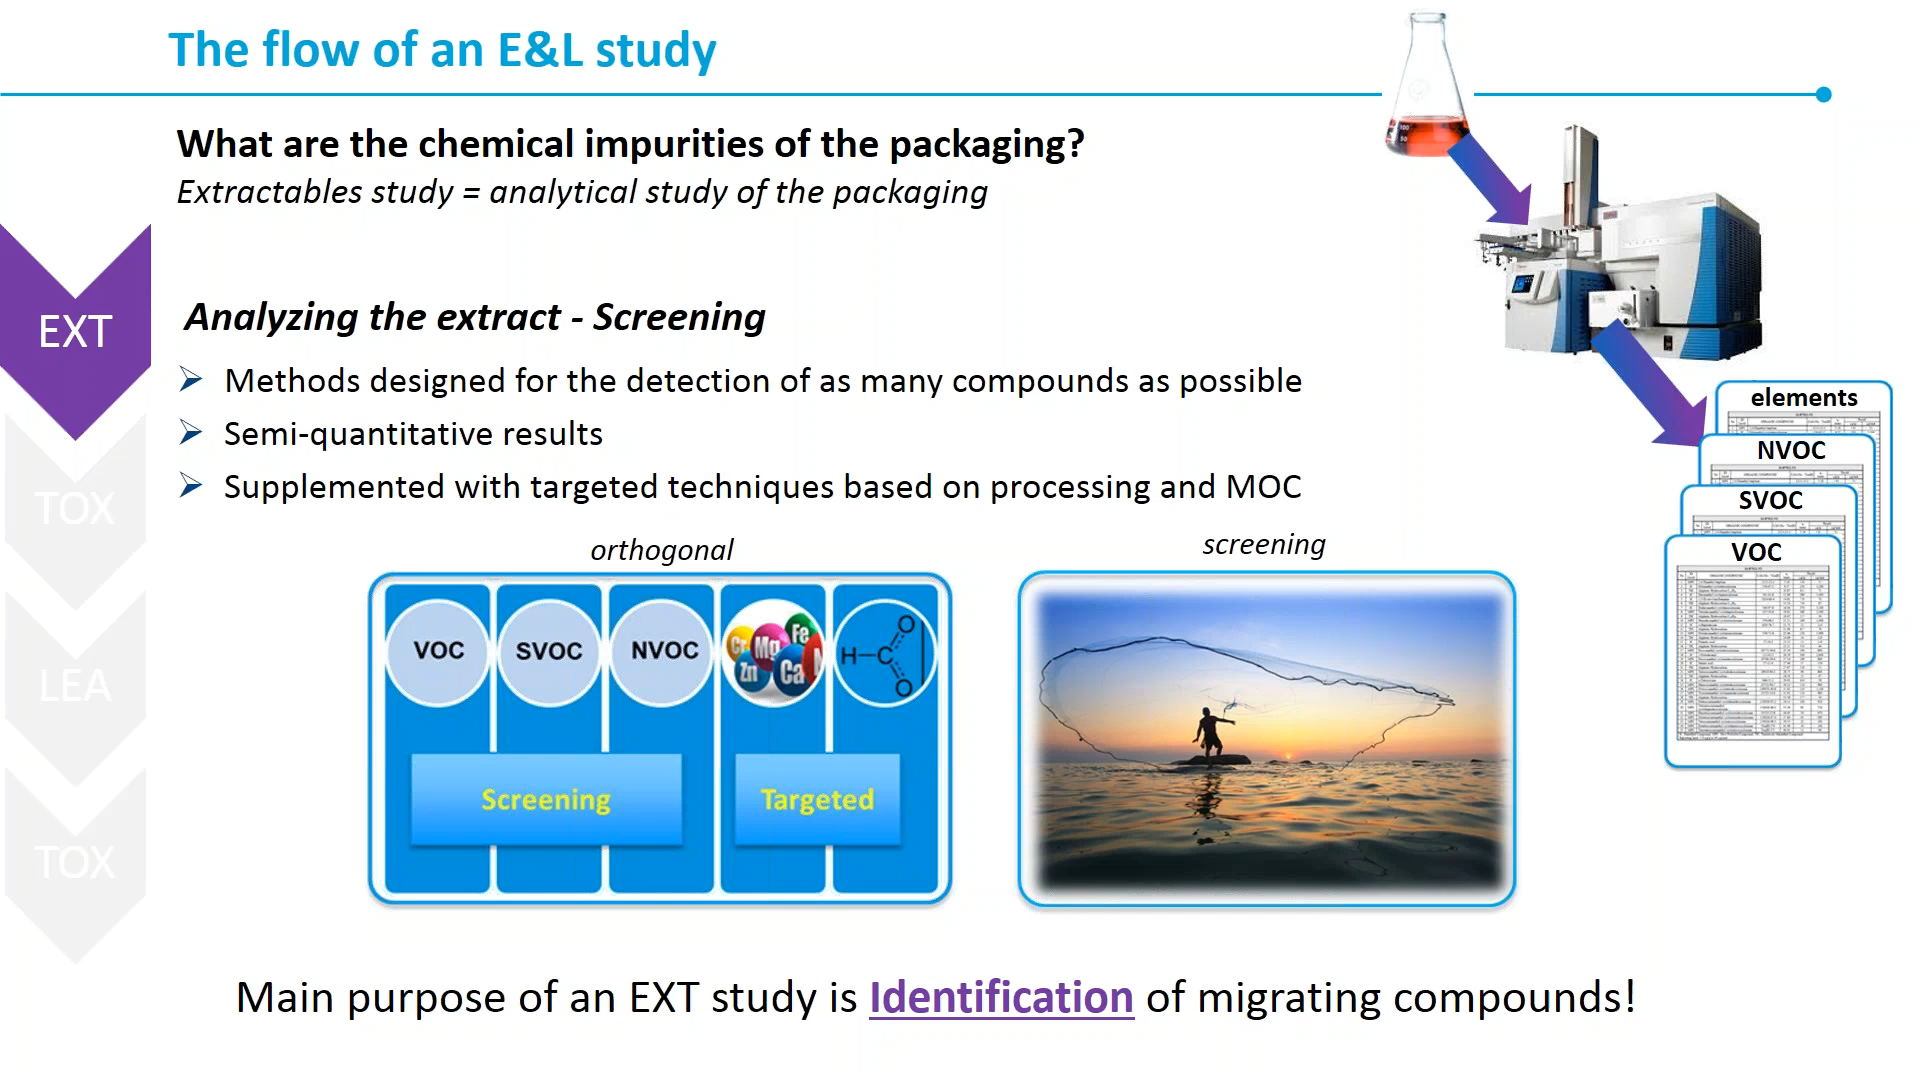 The flow of an E&L study
What are the chemical impurities of the packaging?
Extractables study = analytical study of the packaging
EXT
TOX
LEA
TOX
Analyzing the extract - Screening
Methods designed for the detection of as many compounds as possible
Semi-quantitative results
Supplemented with targeted techniques based on processing and MOC
orthogonal
VOC
SVOC
NVOC
Cr
Mg
Fe
Zn
Ca
H-C
O
O
Screening
Targeted
screening
elements
NVOC
SVOC
VOC
Main purpose of an EXT study is Identification of migrating compounds!